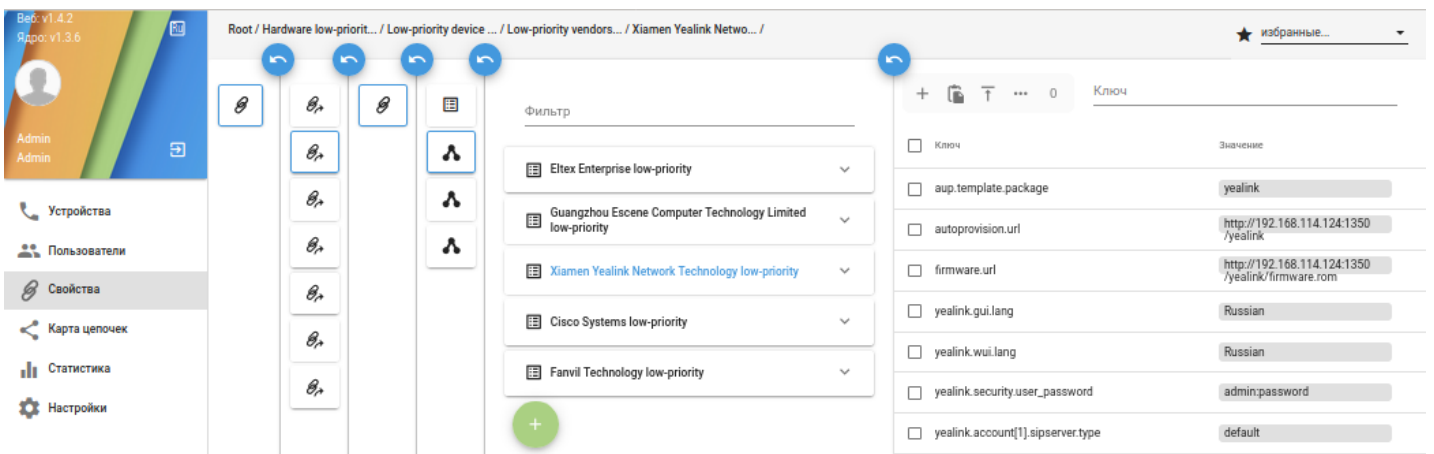 Веб: v1.4.2
Ядро: v1.3.6
Ru
Admin
Admin
Устройства
Пользователи
Свойства
Карта цепочек
Статистика
Настройки
Root / Hardware low-priorit... / Low-priority device ... / Low-priority vendors... / Xiamen Yealink Netwo... /
избранные...
Фильтр
Eltex Enterprise low-priority
Guangzhou Escene Computer Technology Limited
low-priority
Xiamen Yealink Network Technology low-priority
Cisco Systems low-priority
Fanvil Technology low-priority
0
Ключ
Ключ Значение
aup.template.package yealink
autoprovision.url http://192.168.114.124:1350
/yealink
firmware.url http://192.168.114.124:1350
/yealink/firmware.rom
yealink.gui.lang Russian
yealink.wui.lang Russian
yealink.security.user_password admin:password
yealink.account[1].sipserver.type default